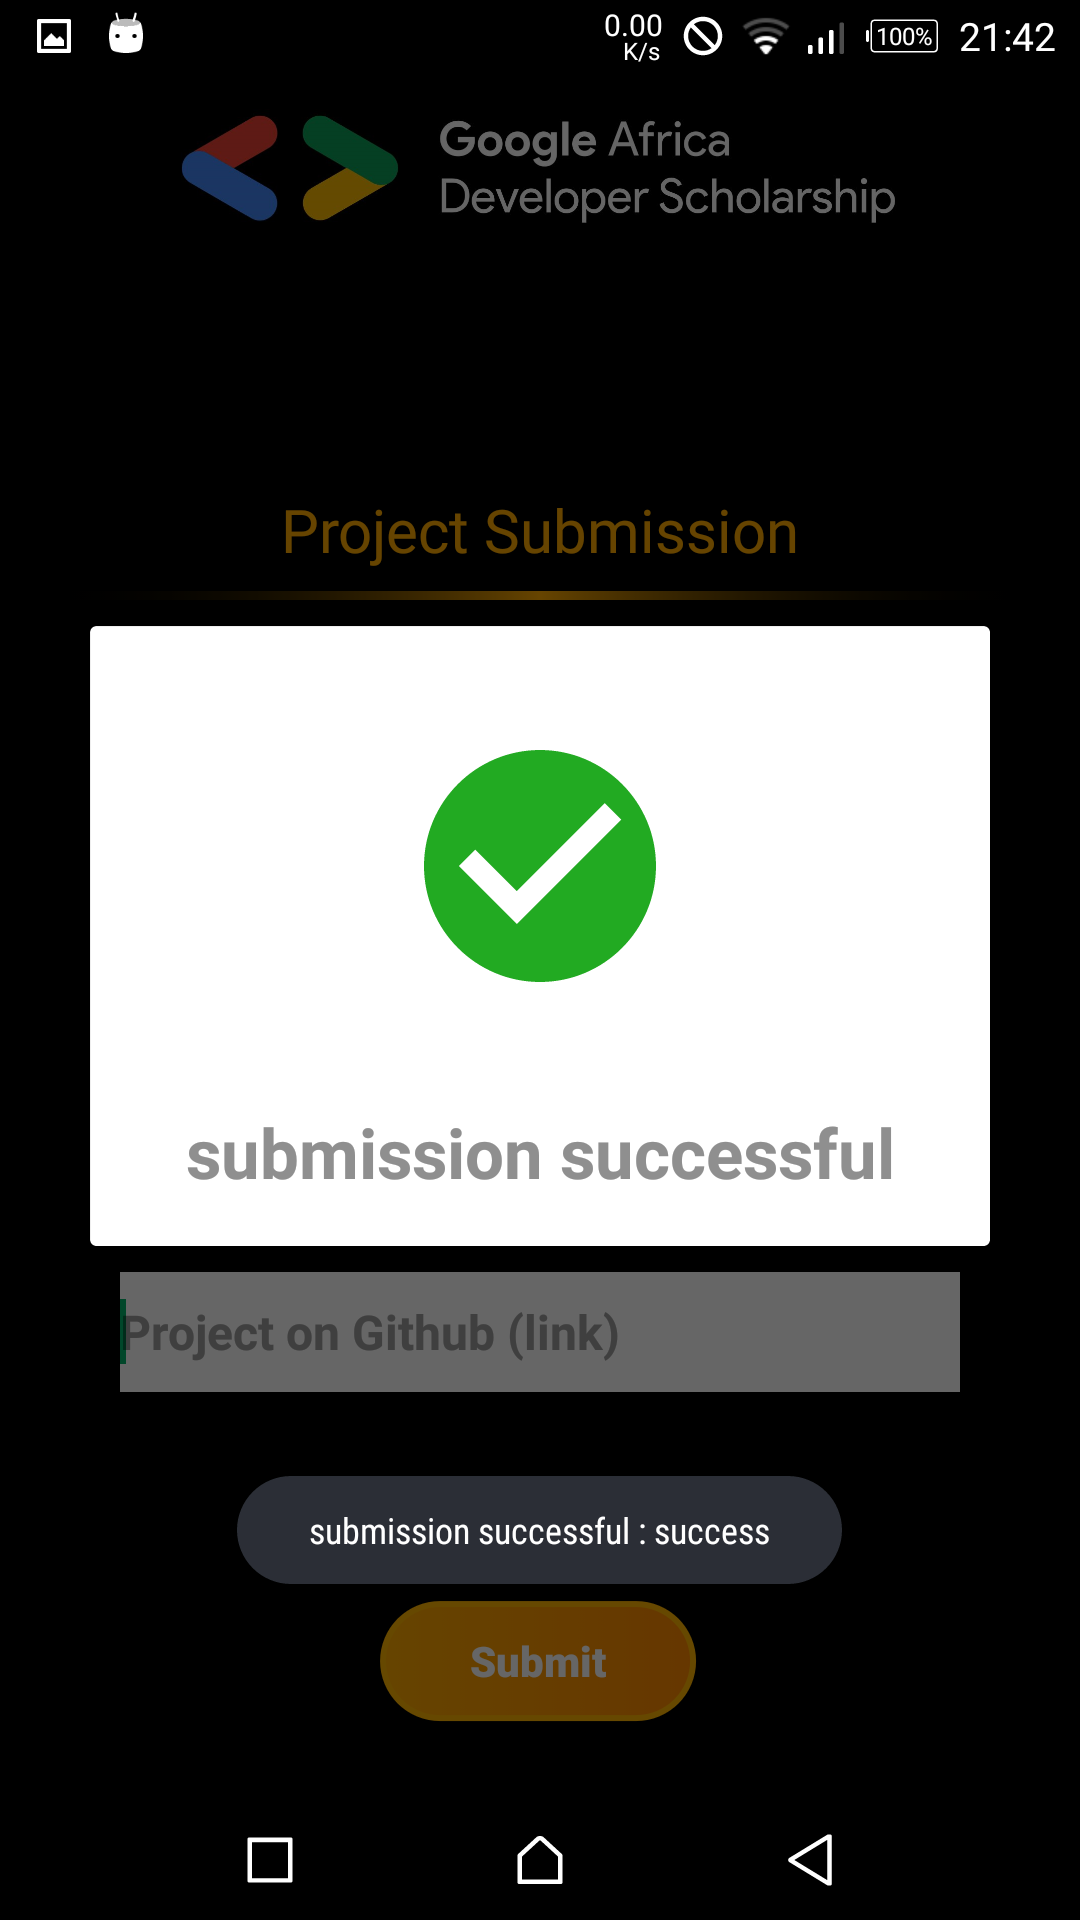 0.00
K/s
100%
21:42
Google Africa
Developer Scholarship
Project Submission
submission successful
Project on Github (link)
submission successful : success
Submit